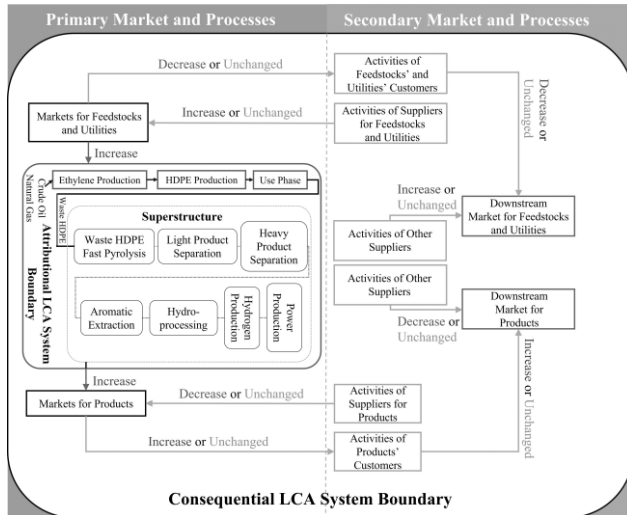 Primary Market and Processes
Secondary Market and Processes
Decrease or Unchanged
Activities of
Feedstocks' and
Utilities' Customers
Decrease or
Unchanged
Markets for Feedstocks
and Utilities
Increase or Unchanged
Activities of Suppliers
for Feedstocks
and Utilities
Increase
Crude Oil
Natural Gas
Ethylene Production
HDPE Production
Use Phase
Waste HDPE
Attributional LCA System
Boundary
Superstructure
Waste HDPE
Fast Pyrolysis
Light Product
Separation
Heavy
Product
Separation
Aromatic
Extraction
Hydro-
processing
Hydrogen
Production
Power
Production
Increase or
Unchanged
Downstream
Market for Feedstocks
and Utilities
Activities of Other
Suppliers
Activities of Other
Suppliers
Decrease or
Unchanged
Downstream
Market for
Products
Increase or
Unchanged
Increase
Markets for Products
Decrease or Unchanged
Activities of
Suppliers for
Products
Increase or Unchanged
Activities of
Products'
Customers
Consequential LCA System Boundary